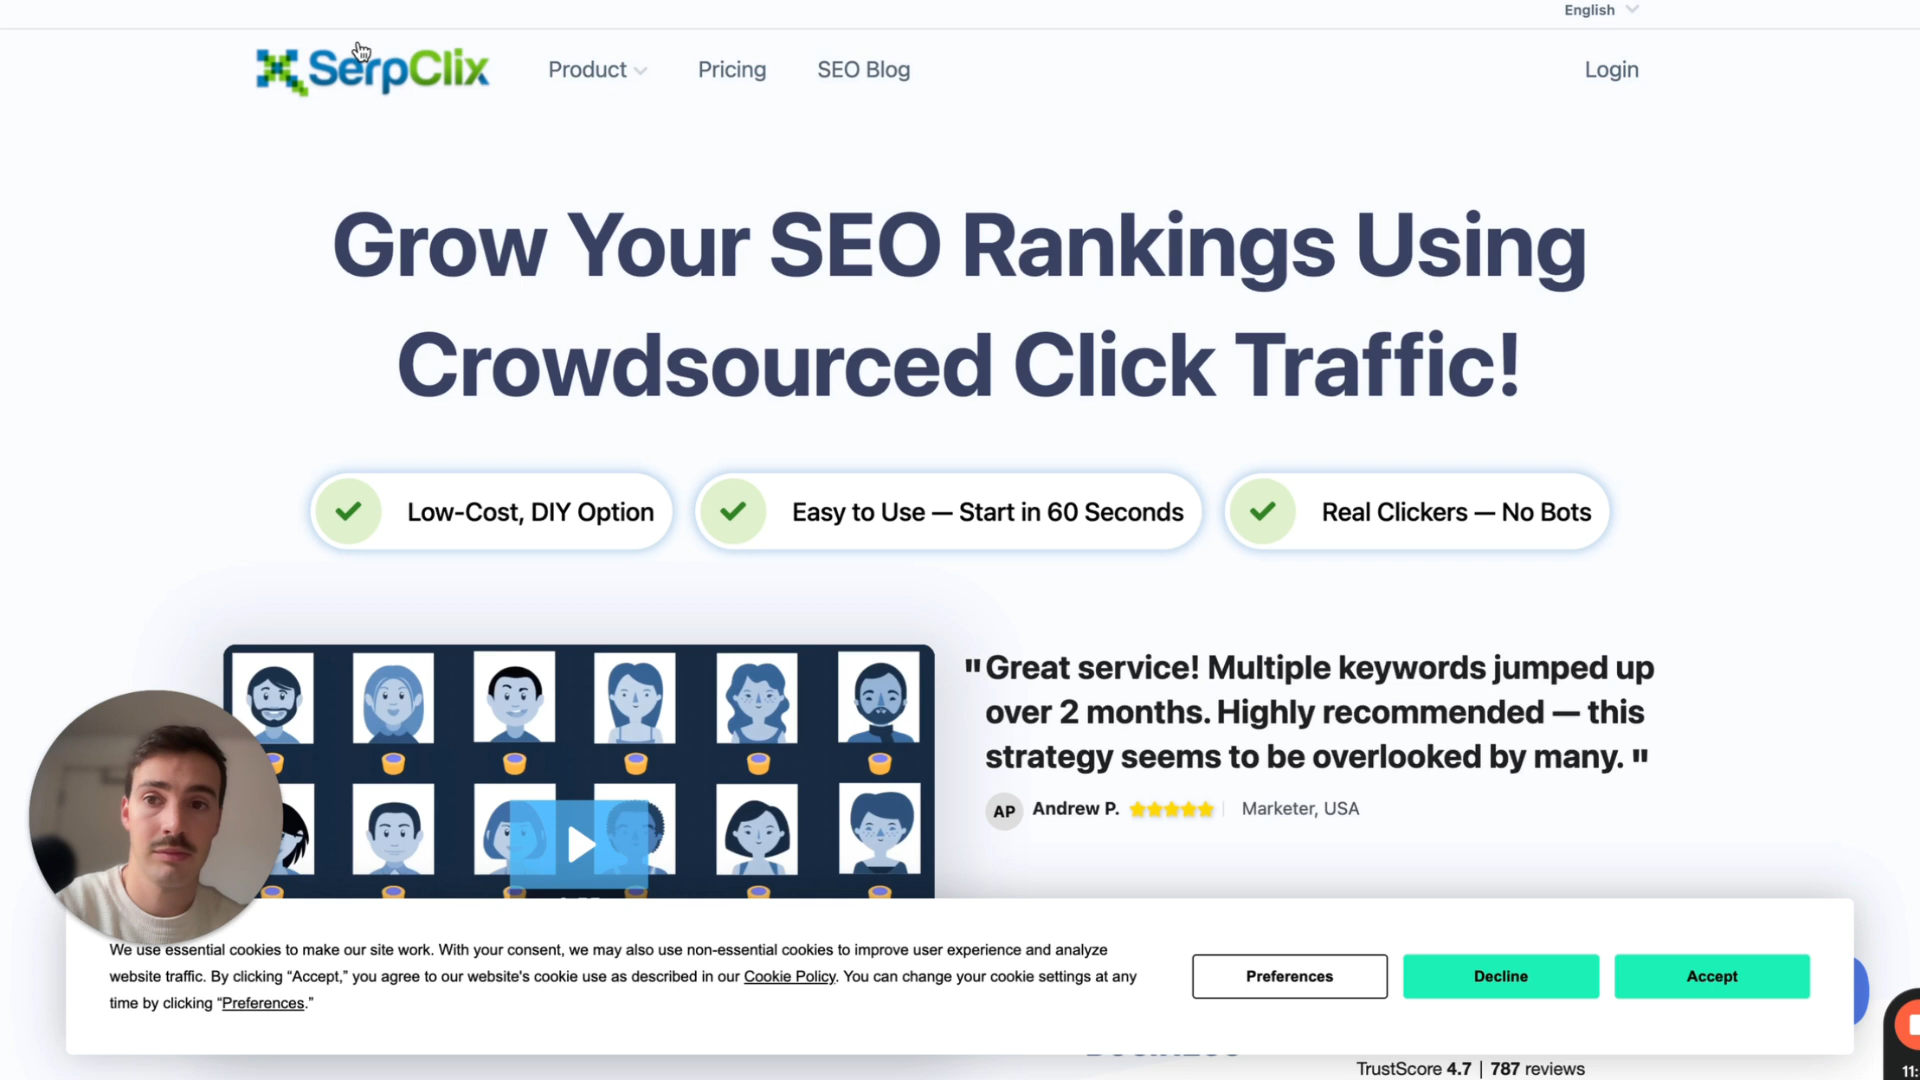 English
SerpClix
Product
Pricing
SEO Blog
Login
Grow Your SEO Rankings Using
Crowdsourced Click Traffic!
Low-Cost, DIY Option
Easy to Use — Start in 60 Seconds
Real Clickers — No Bots
"Great service! Multiple keywords jumped up
over 2 months. Highly recommended — this
strategy seems to be overlooked by many. "
AP
Andrew P.
Marketer, USA
We use essential cookies to make our site work. With your consent, we may also use non-essential cookies to improve user experience and analyze
website traffic. By clicking “Accept,” you agree to our website's cookie use as described in our Cookie Policy. You can change your cookie settings at any
time by clicking “Preferences.”
Preferences
Decline
Accept
TrustScore 4.7 | 787 reviews
11: